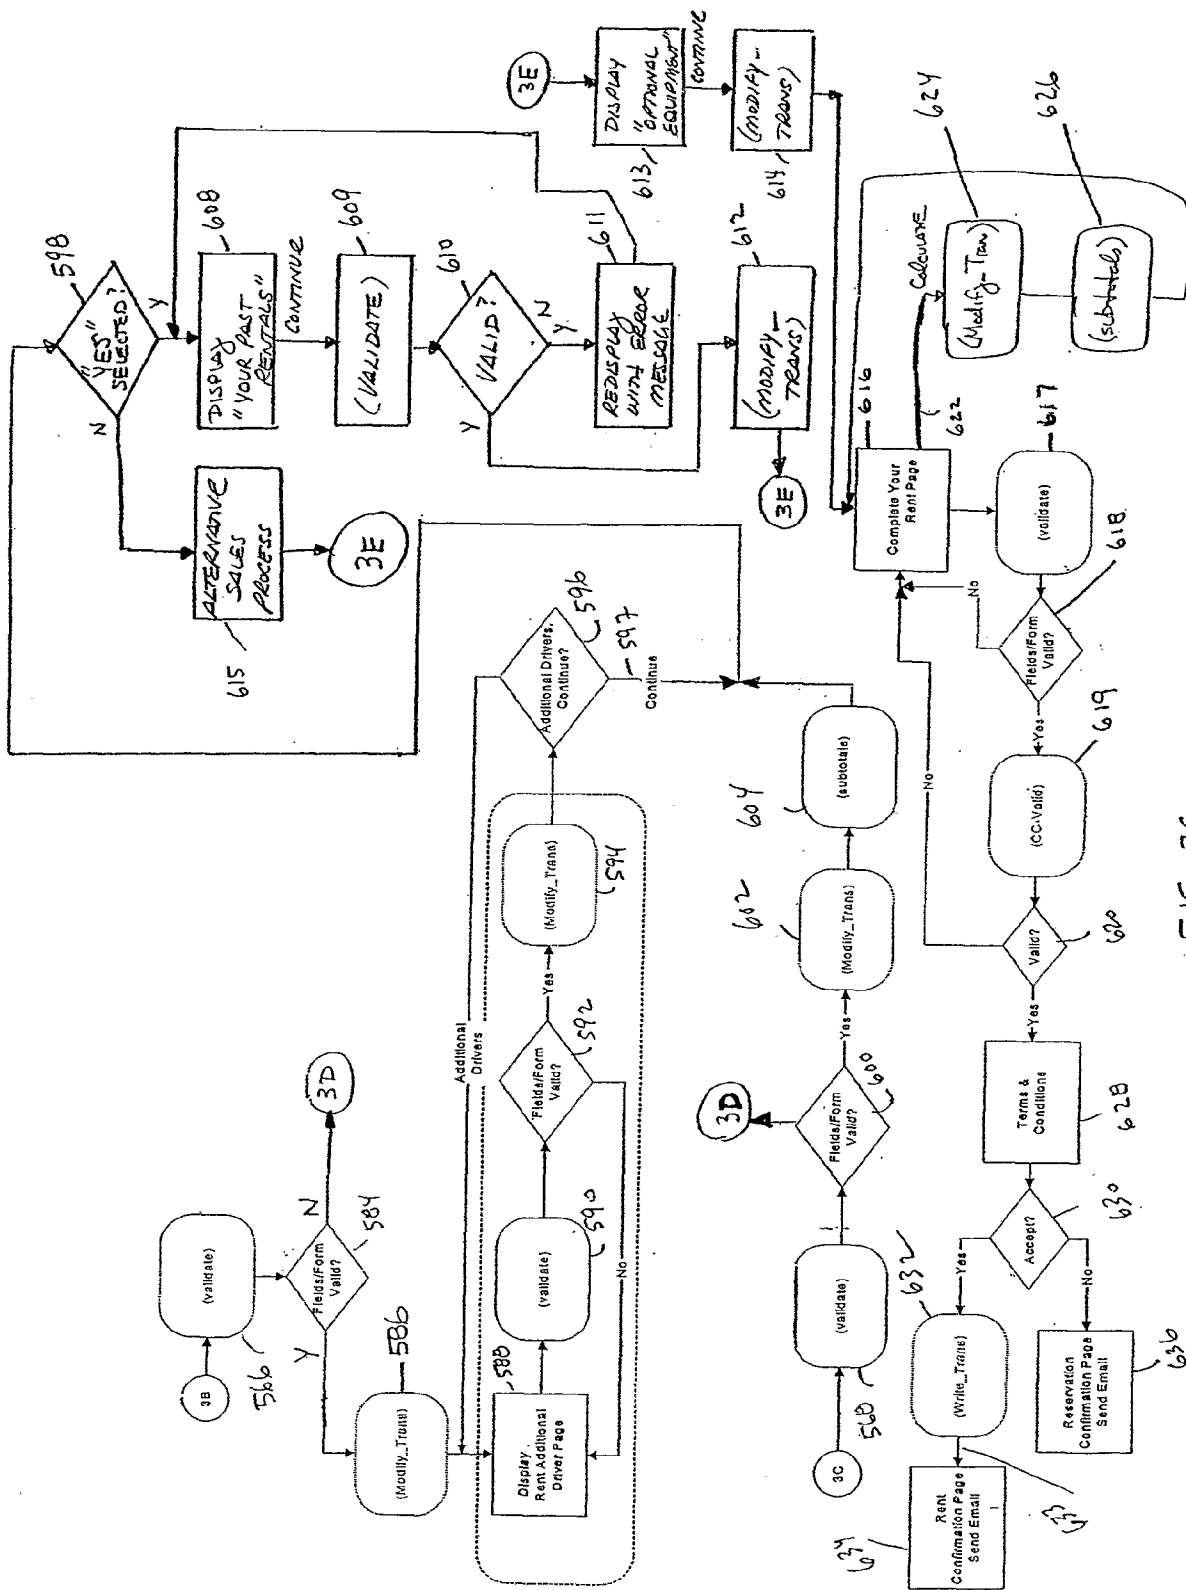 3B
566
(validate)
Fields/Form
Valid?
584
N
3D
Y
(Modify_Trans)
586
588
Display
Rent Additional
Driver Page
(validate)
590
Fields/Form
Valid?
592
No
Yes
(Modify_Trans)
594
Additional Drivers.
Continue?
596
597
Continue
Additional
Drivers
"YES"
SELECTED?
598
N
Y
ALTERNATIVE
SALES
PROCESS
615
3E
DISPLAY
"YOUR PAST
RENTALS"
608
CONTINUE
(VALIDATE)
609
VALID?
610
N
Y
Y
REDISPLAY
WITH ERROR
MESSAGE
611
(MODIFY_
TRANS)
612
3E
3E
DISPLAY
"OPTIONAL
EQUIPMENT"
613
CONTINUE
(MODIFY_
TRANS)
614
3C
568
(validate)
Fields/Form
Valid?
600
3D
Yes
(Modify_Trans)
602
(subtotals)
604
Complete Your
Rent Page
616
622
Calculate
(Modify_Tran)
624
(subtotals)
626
(validate)
617
Fields/Form
Valid?
618
No
Yes
(CC-Valid)
619
Valid?
620
No
Yes
Terms &
Conditions
628
Accept?
630
Yes
No
(Write_Trans)
632
633
Rent
Confirmation Page
Send Email
634
Reservation
Confirmation Page
Send Email
636